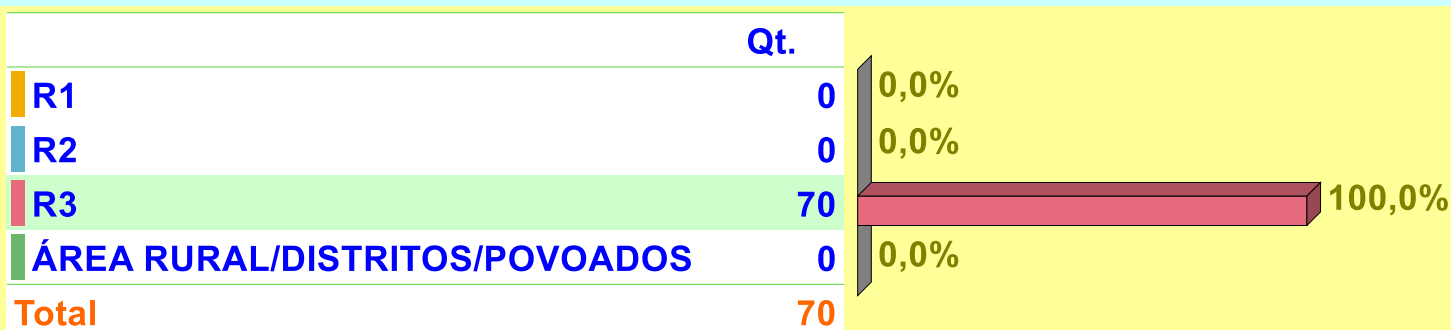 Qt.
R1 0 0,0%
R2 0 0,0%
R3 70 100,0%
ÁREA RURAL/DISTRITOS/POVOADOS 0 0,0%
Total 70